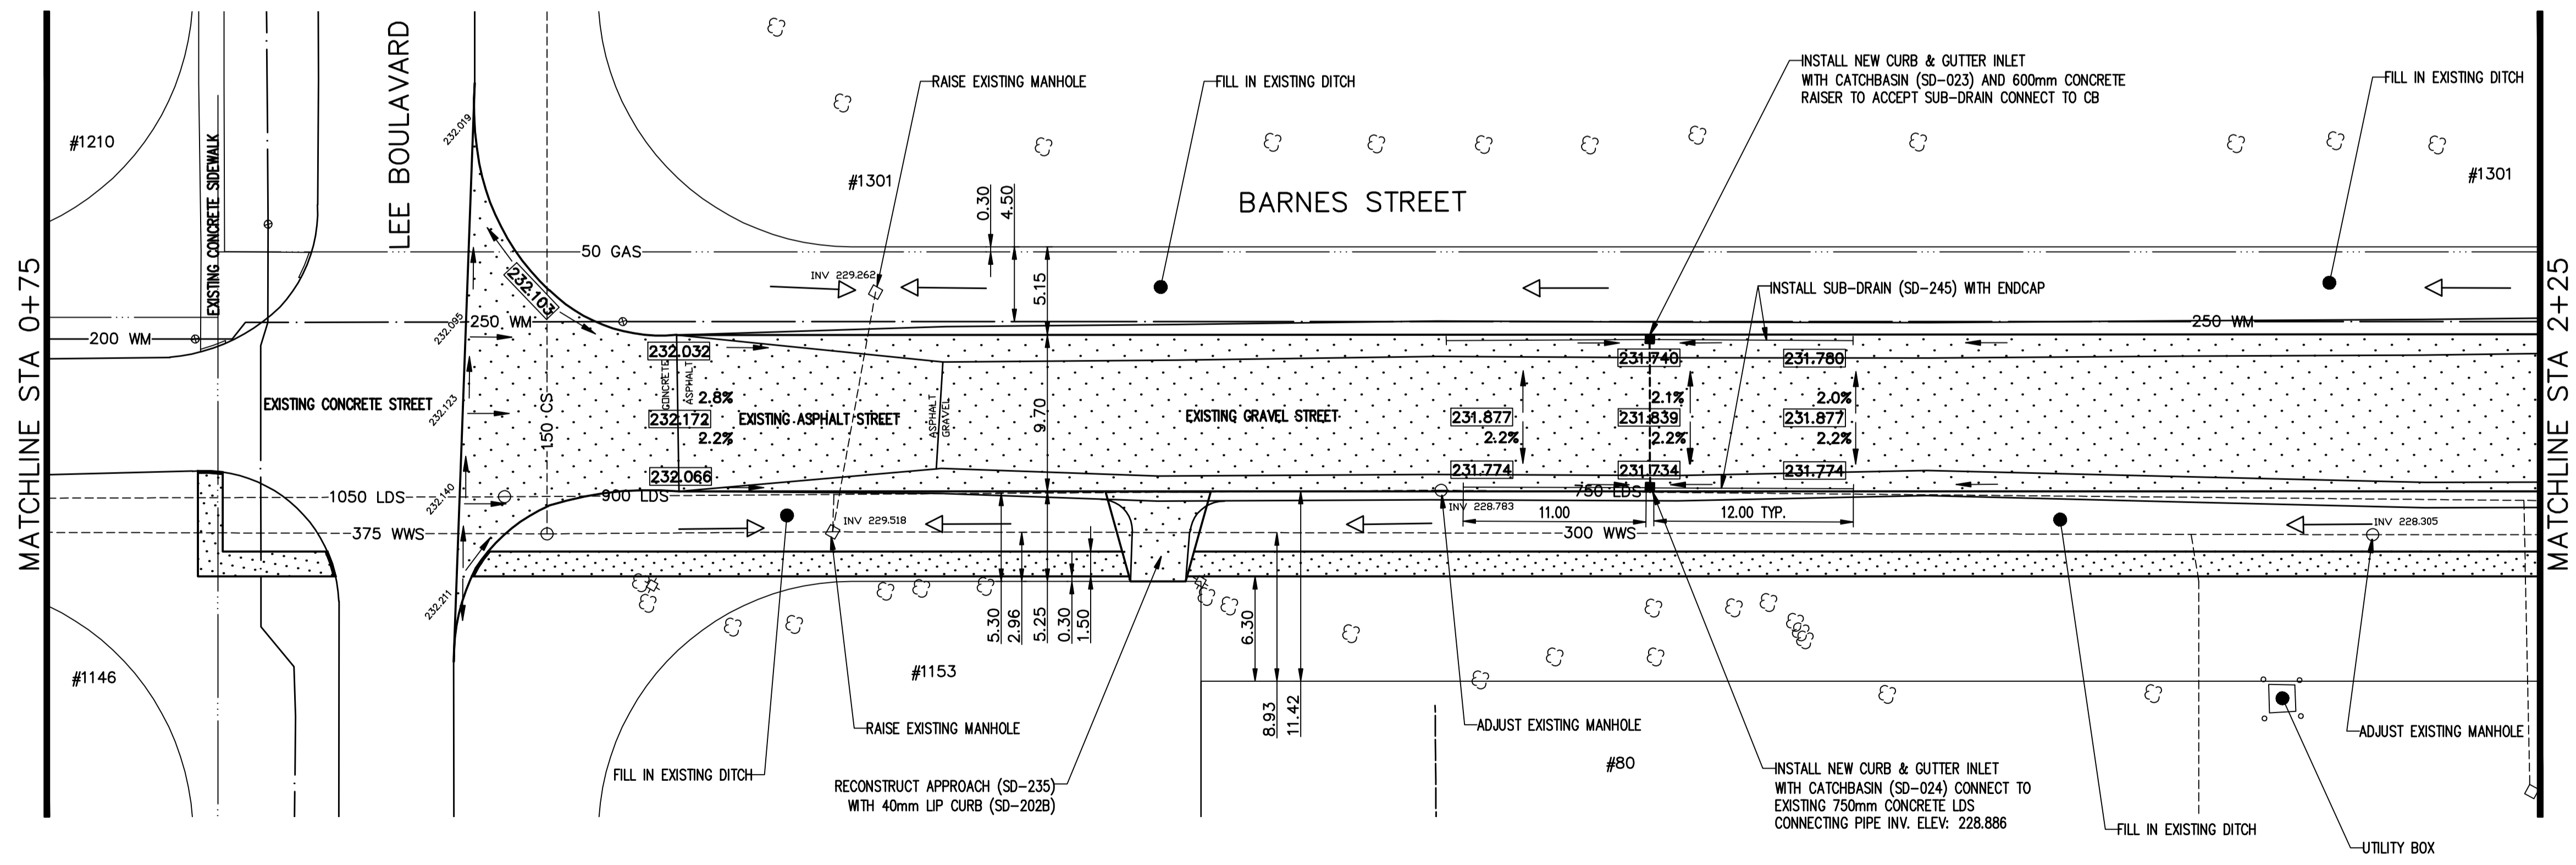 MATCHLINE STA 0+75
#1210
EXISTING CONCRETE SIDEWALK
LEE BOULAVARD
232.019
RAISE EXISTING MANHOLE
FILL IN EXISTING DITCH
INSTALL NEW CURB & GUTTER INLET
WITH CATCHBASIN (SD-023) AND 600mm CONCRETE
RAISER TO ACCEPT SUB-DRAIN CONNECT TO CB
FILL IN EXISTING DITCH
#1301
BARNES STREET
#1301
0.30
4.50
5.15
50 GAS
232.103
INV 229.262
INSTALL SUB-DRAIN (SD-245) WITH ENDCAP
200 WM
232.095
250 WM
250 WM
232.032
CONCRETE
ASPHALT
2.8%
231.740
231.780
EXISTING CONCRETE STREET
232.123
150 CS
232.172
2.2%
EXISTING ASPHALT STREET
ASPHALT
GRAVEL
9.70
EXISTING GRAVEL STREET
231.877
2.2%
2.1%
231.839
2.2%
2.0%
231.877
2.2%
232.066
231.774
231.734
231.774
1050 LDS
232.140
900 LDS
750 LDS
375 WWS
INV 229.518
INV 228.783
11.00
12.00 TYP.
300 WWS
INV 228.305
232.211
5.30
2.96
5.25
0.30
1.50
6.30
8.93
11.42
#1146
#1153
#80
RAISE EXISTING MANHOLE
ADJUST EXISTING MANHOLE
ADJUST EXISTING MANHOLE
FILL IN EXISTING DITCH
RECONSTRUCT APPROACH (SD-235)
WITH 40mm LIP CURB (SD-202B)
INSTALL NEW CURB & GUTTER INLET
WITH CATCHBASIN (SD-024) CONNECT TO
EXISTING 750mm CONCRETE LDS
CONNECTING PIPE INV. ELEV: 228.886
FILL IN EXISTING DITCH
UTILITY BOX
MATCHLINE STA 2+25